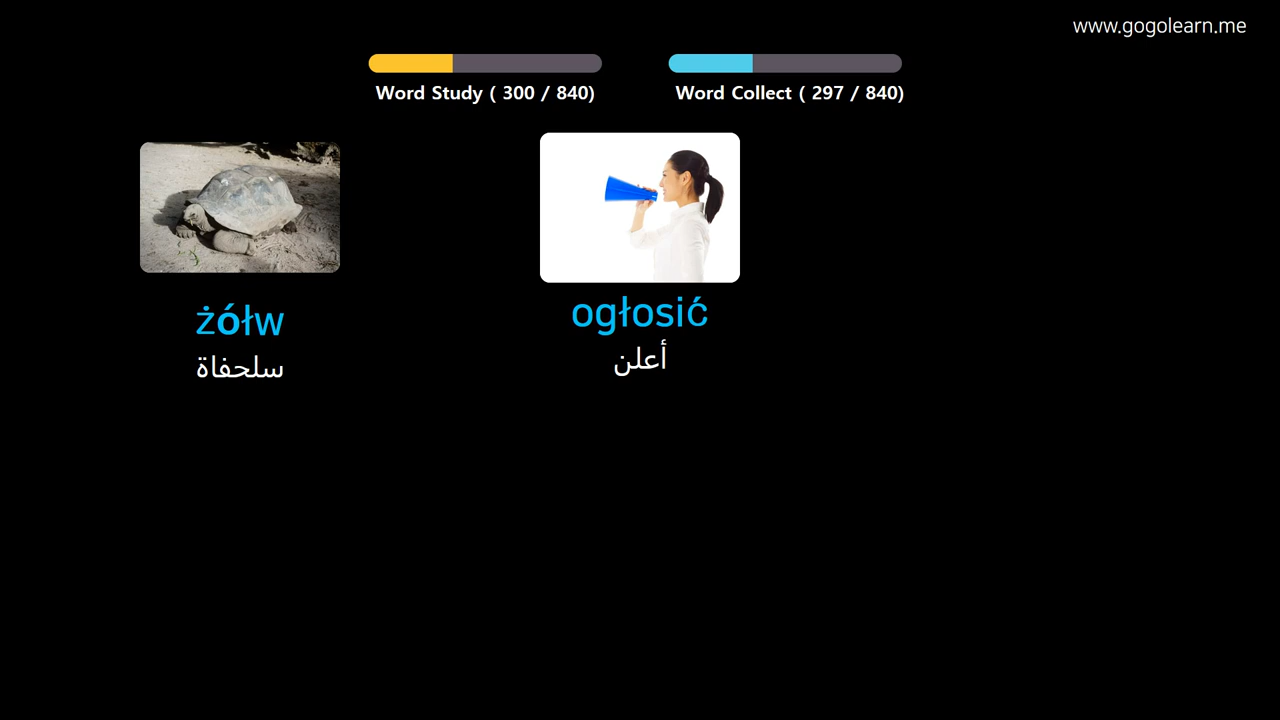 www.gogolearn.me
Word Study ( 300 / 840)
Word Collect ( 297 / 840)
żółw
سلحفاة
ogłosić
أعلن